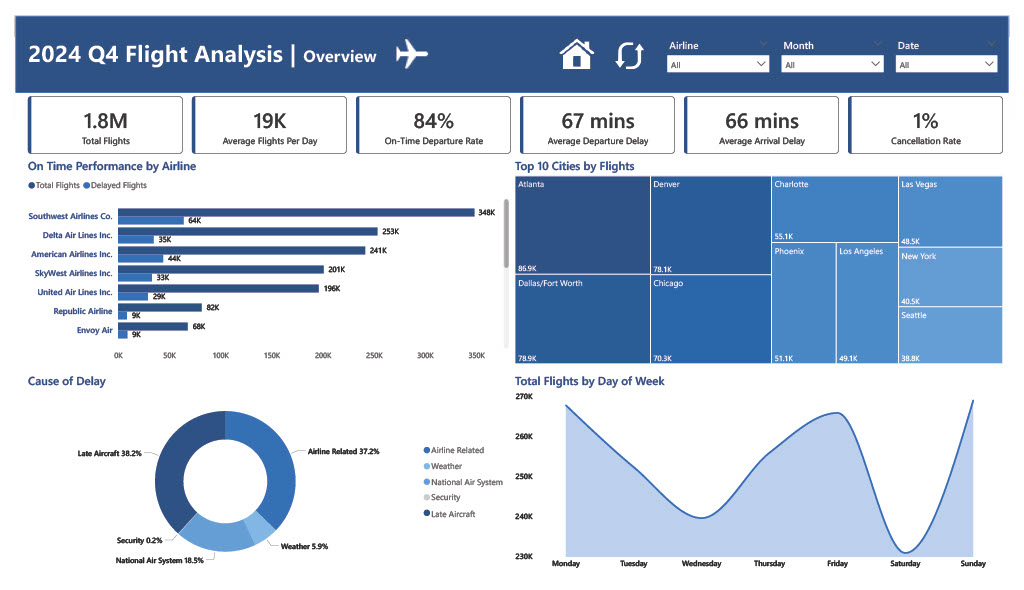 2024 Q4 Flight Analysis | Overview
Airline
Month
Date
All
All
All
1.8M
Total Flights
19K
Average Flights Per Day
84%
On-Time Departure Rate
67 mins
Average Departure Delay
66 mins
Average Arrival Delay
1%
Cancellation Rate
On Time Performance by Airline
Total Flights
Delayed Flights
Southwest Airlines Co.
348K
64K
Delta Air Lines Inc.
253K
35K
American Airlines Inc.
241K
44K
SkyWest Airlines Inc.
201K
33K
United Air Lines Inc.
196K
29K
Republic Airline
82K
9K
Envoy Air
68K
9K
0K
50K
100K
150K
200K
250K
300K
350K
Top 10 Cities by Flights
Atlanta
86.9K
Dallas/Fort Worth
78.9K
Denver
78.1K
Chicago
70.3K
Charlotte
55.1K
Phoenix
51.1K
Los Angeles
49.1K
Las Vegas
48.5K
New York
40.5K
Seattle
38.8K
Cause of Delay
Late Aircraft 38.2%
Airline Related 37.2%
Security 0.2%
National Air System 18.5%
Weather 5.9%
Airline Related
Weather
National Air System
Security
Late Aircraft
Total Flights by Day of Week
270K
260K
250K
240K
230K
Monday
Tuesday
Wednesday
Thursday
Friday
Saturday
Sunday